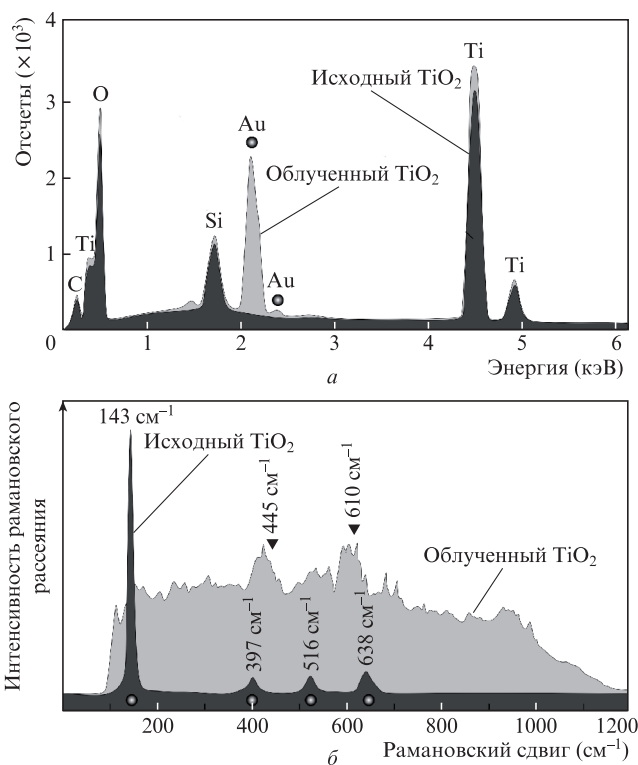 Отсчеты (×10³)
4
3
2
1
0
C
Ti
O
Si
Au
Au
Исходный TiO₂
Облученный TiO₂
Ti
Ti
1
2
3
4
5
6
Энергия (кэВ)
а
Интенсивность рамановского
рассеяния
143 см⁻¹
Исходный TiO₂
445 см⁻¹
610 см⁻¹
Облученный TiO₂
397 см⁻¹
516 см⁻¹
638 см⁻¹
200
400
600
800
1000
1200
б
Рамановский сдвиг (см⁻¹)